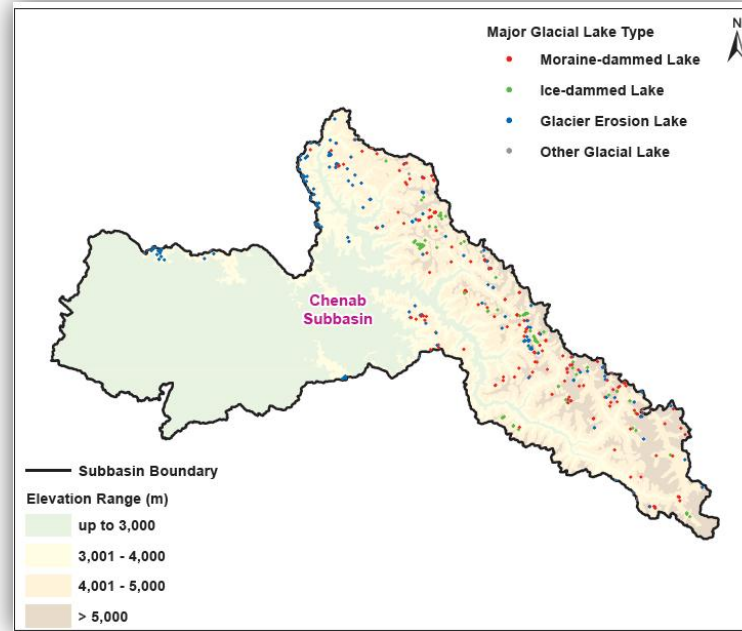 Major Glacial Lake Type
N
Moraine-dammed Lake
Ice-dammed Lake
Glacier Erosion Lake
Other Glacial Lake
Chenab
Subbasin
Subbasin Boundary
Elevation Range (m)
up to 3,000
3,001 - 4,000
4,001 - 5,000
> 5,000